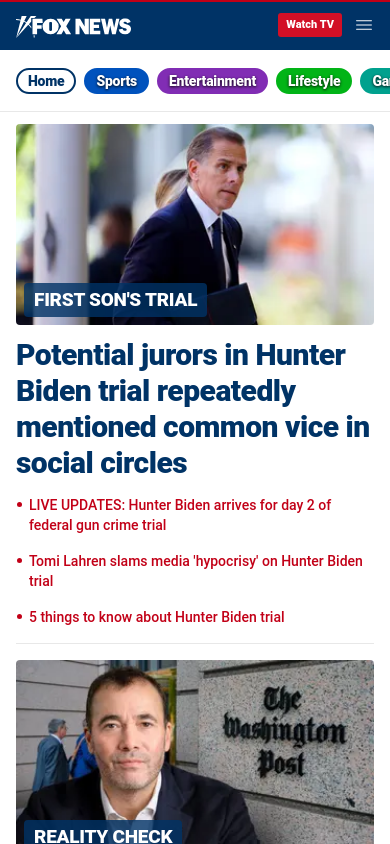 FOX NEWS
Watch TV
Home
Sports
Entertainment
Lifestyle
FIRST SON'S TRIAL
Potential jurors in Hunter
Biden trial repeatedly
mentioned common vice in
social circles
• LIVE UPDATES: Hunter Biden arrives for day 2 of
federal gun crime trial
• Tomi Lahren slams media 'hypocrisy' on Hunter Biden
trial
• 5 things to know about Hunter Biden trial
The
Washington
Post
REALITY CHECK